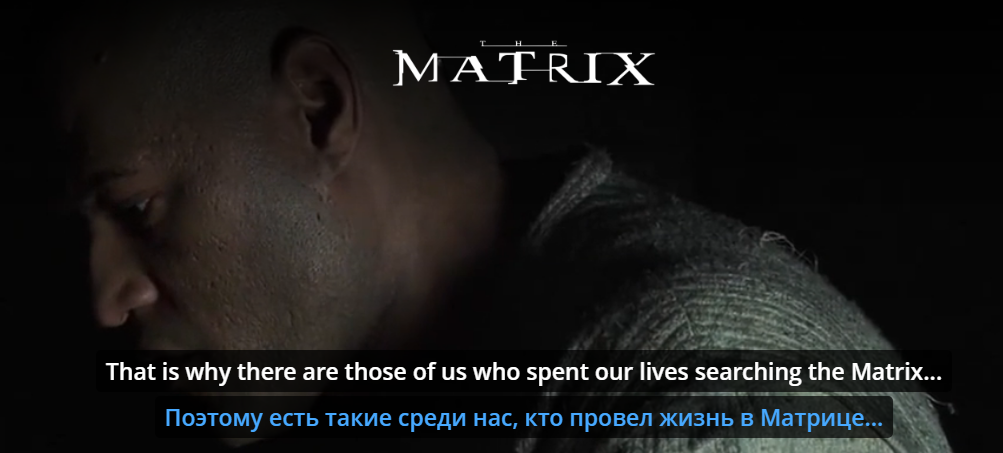 THE
MATRIX
That is why there are those of us who spent our lives searching the Matrix...
Поэтому есть такие среди нас, кто провел жизнь в Матрице...